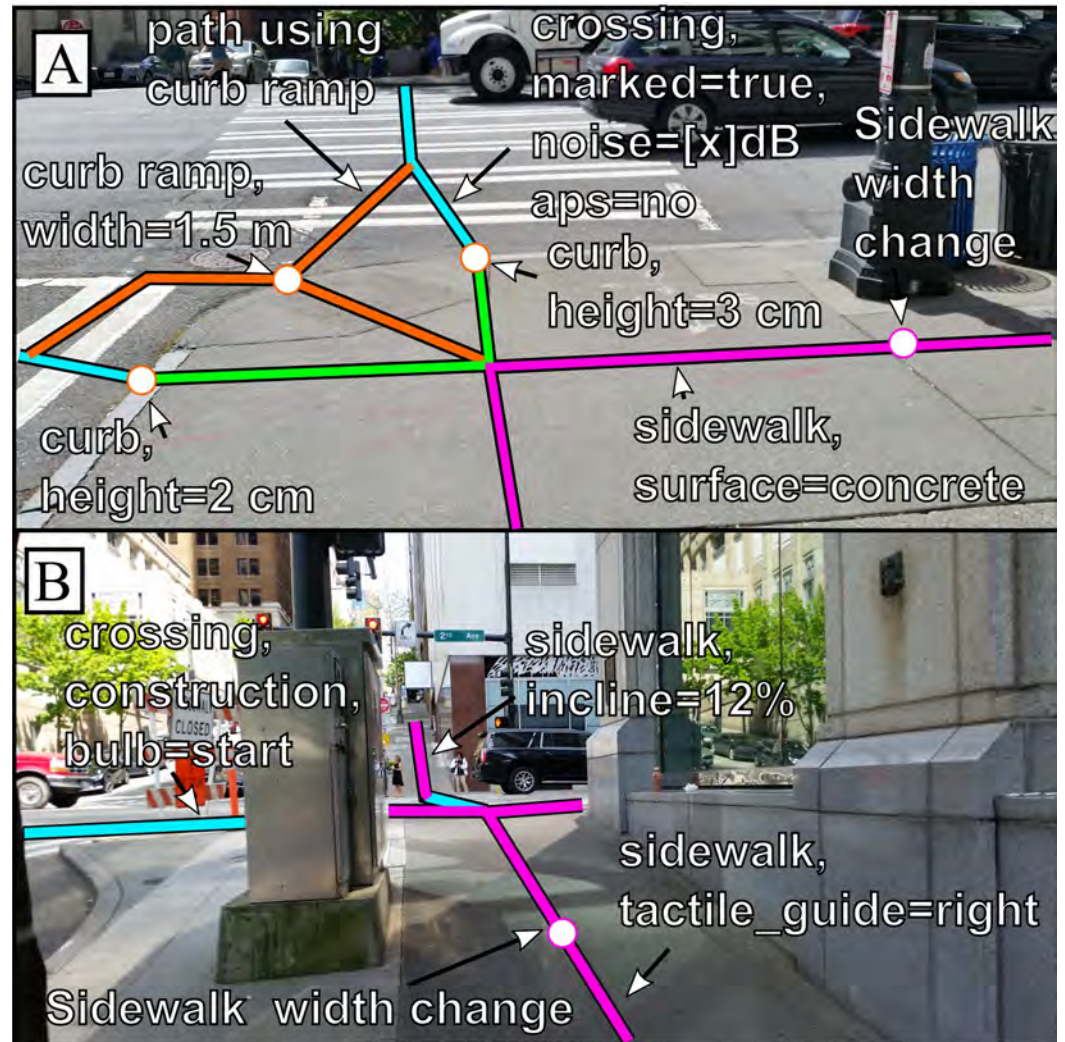 A
path using
curb ramp
crossing,
marked=true,
noise=[x]dB
aps=no
Sidewalk
width
change
curb ramp,
width=1.5 m
curb,
height=3 cm
curb,
height=2 cm
sidewalk,
surface=concrete
B
crossing,
construction,
bulb=start
CLOSED
2nd Ave
sidewalk,
incline=12%
sidewalk,
tactile_guide=right
Sidewalk width change